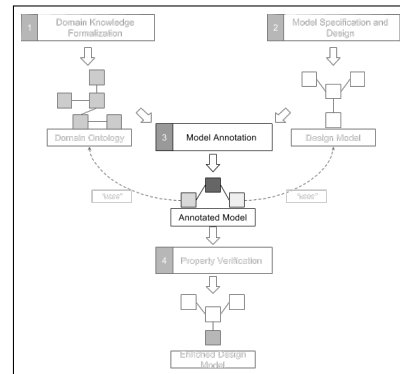 1
Domain Knowledge
Formalization
2
Model Specification and
Design
Domain Ontology
3
Model Annotation
Design Model
"uses"
"uses"
Annotated Model
4
Property Verification
Enriched Design
Model